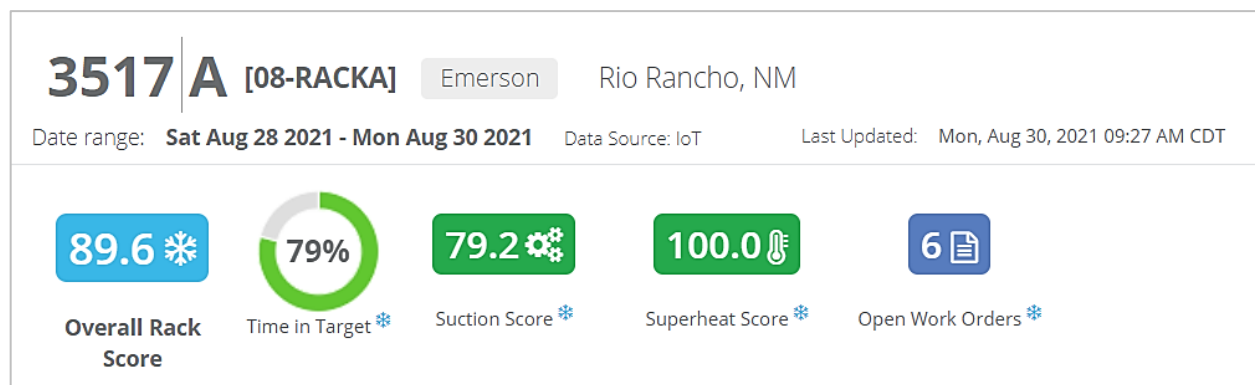 3517 A [08-RACKA] Emerson Rio Rancho, NM
Date range: Sat Aug 28 2021 - Mon Aug 30 2021 Data Source: IoT Last Updated: Mon, Aug 30, 2021 09:27 AM CDT
89.6 79% 79.2 100.0 6
Overall Rack Score
Time in Target
Suction Score
Superheat Score
Open Work Orders